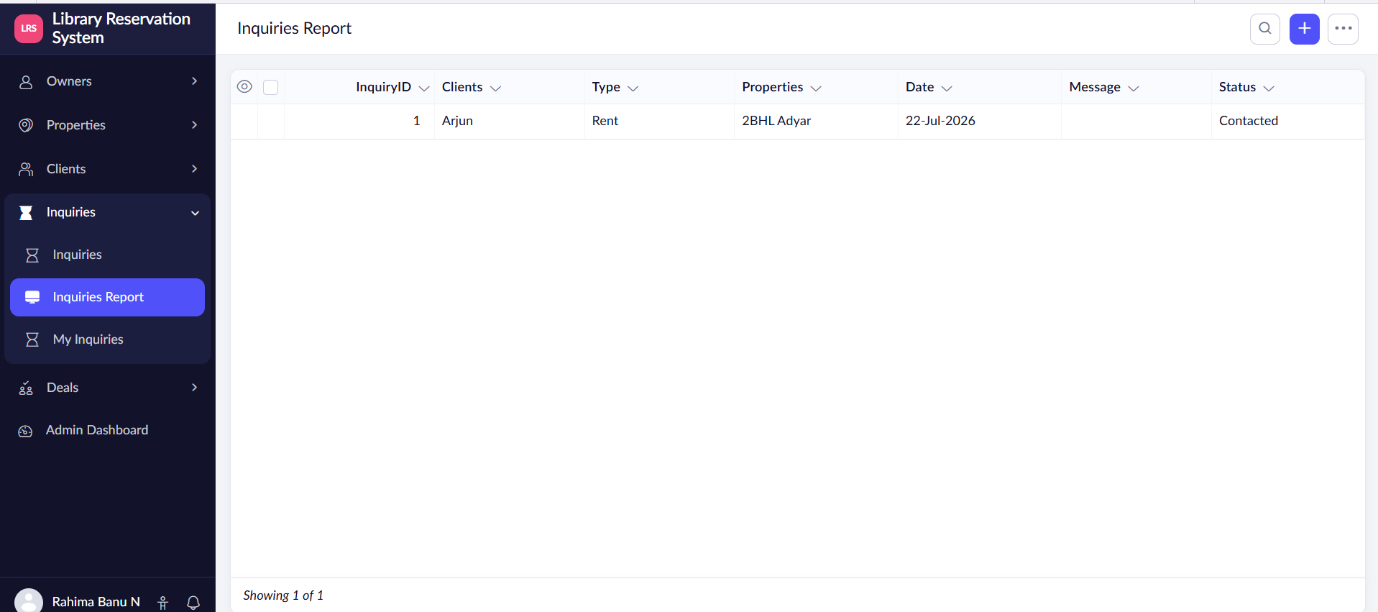 LRS
Library Reservation
System
Owners
Properties
Clients
Inquiries
Inquiries
Inquiries Report
My Inquiries
Deals
Admin Dashboard
Rahima Banu N
Inquiries Report
InquiryID Clients Type Properties Date Message Status
1 Arjun Rent 2BHL Adyar 22-Jul-2026 Contacted
Showing 1 of 1